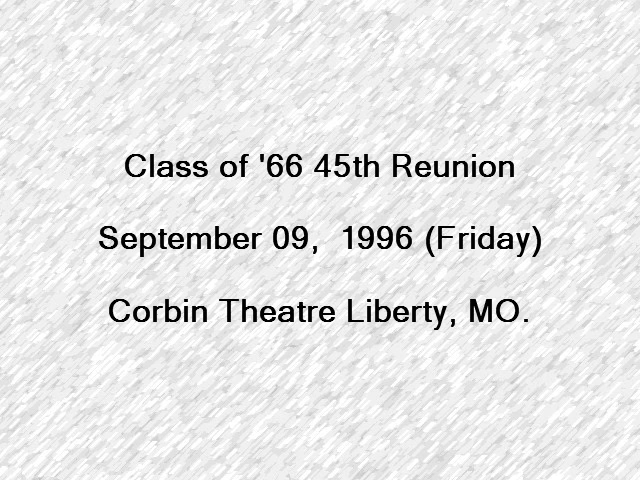 Class of '66 45th Reunion
September 09,  1996 (Friday)
Corbin Theatre Liberty, MO.